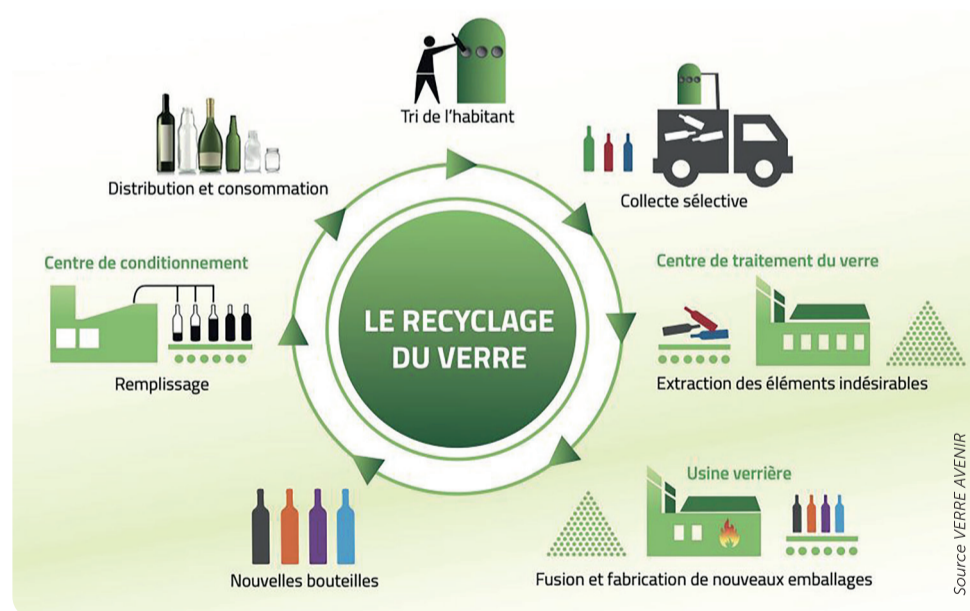 Tri de l'habitant
Collecte sélective
Centre de traitement du verre
Extraction des éléments indésirables
Usine verrière
Fusion et fabrication de nouveaux emballages
Nouvelles bouteilles
Centre de conditionnement
Remplissage
Distribution et consommation
LE RECYCLAGE
DU VERRE
Source VERRE AVENIR